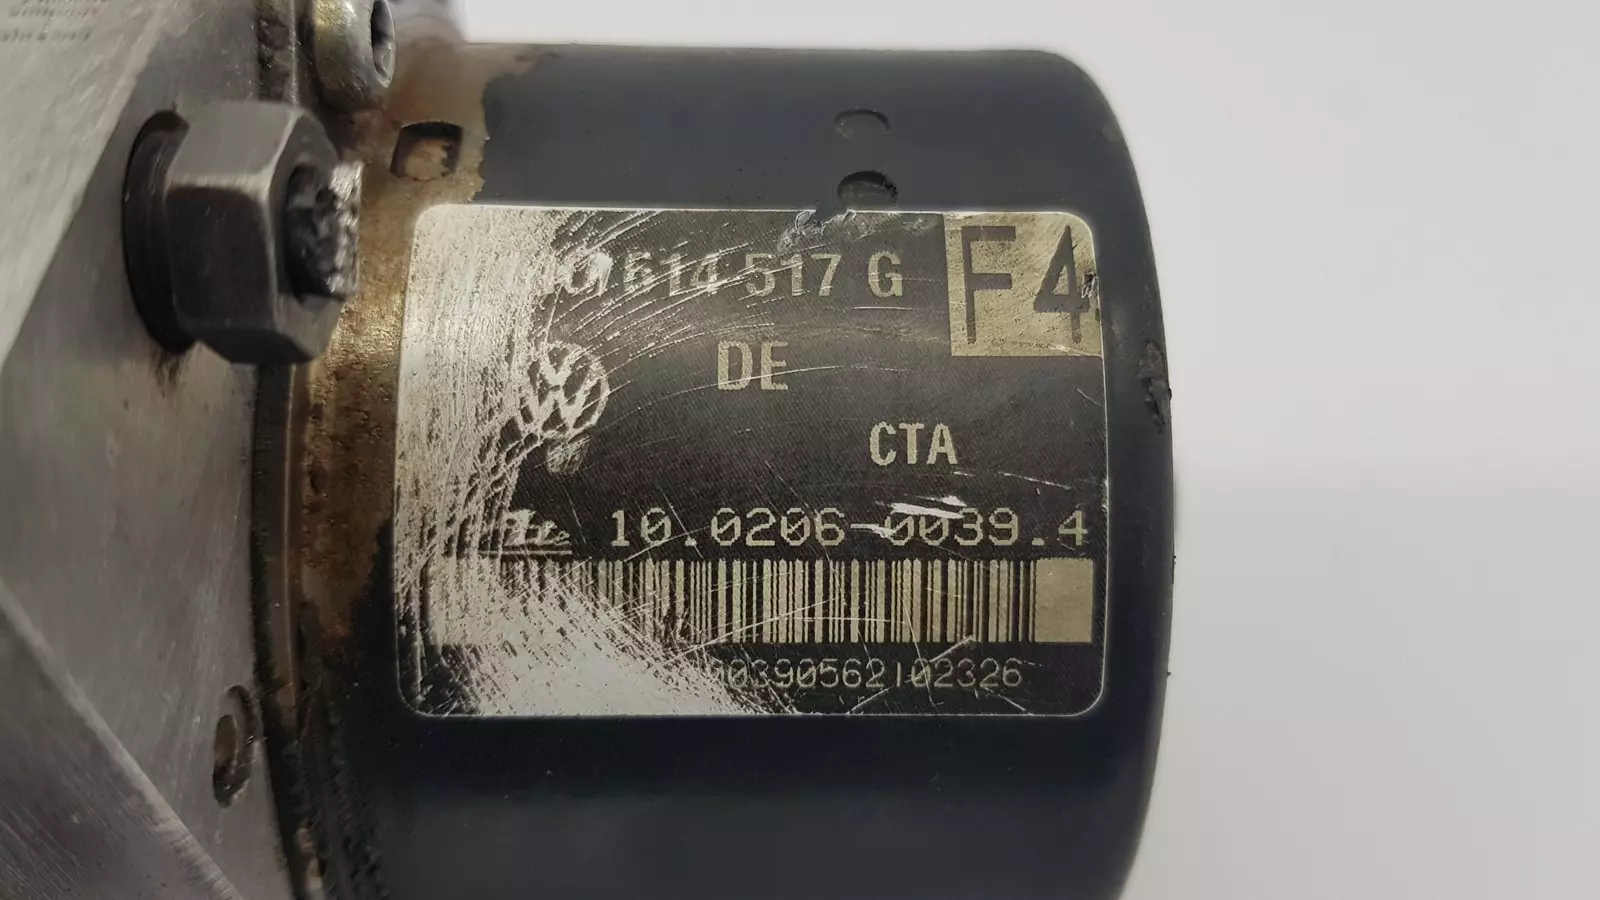 614 517 G
F4
DE
CTA
10.0206-0039.4
00390562102326